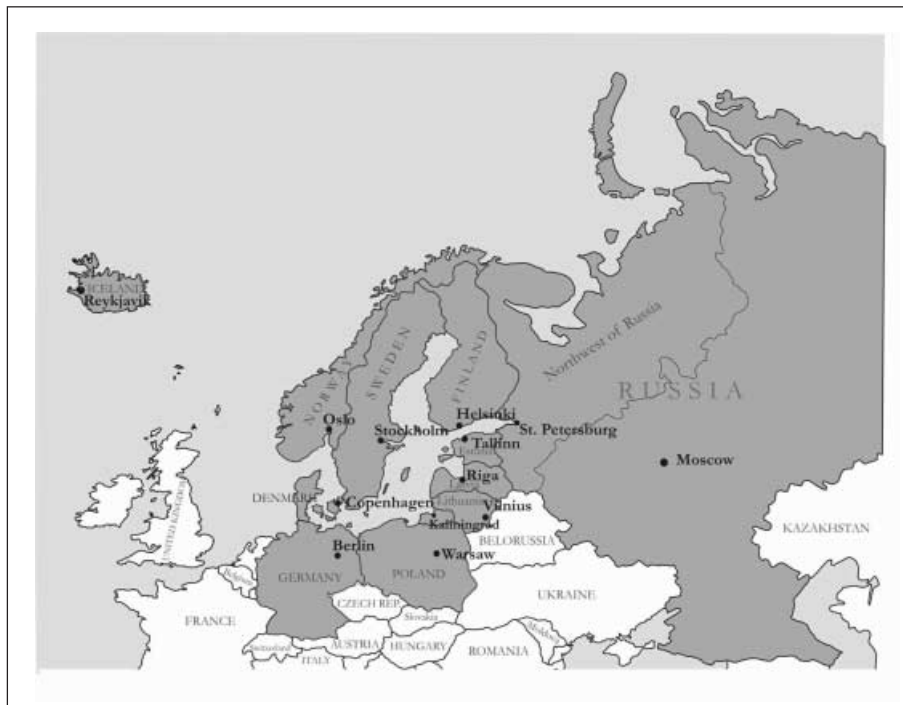 ICELAND
Reykjavik
NORWAY
SWEDEN
FINLAND
Northwest of Russia
RUSSIA
Oslo
Stockholm
Helsinki
St. Petersburg
Tallinn
Moscow
Riga
DENMERK
Copenhagen
Lithuania
Vilnius
Kaliningrad
UNITED KINGDOM
BELORUSSIA
KAZAKHSTAN
Berlin
Warsaw
GERMANY
POLAND
Belgium
UKRAINE
CZECH REP.
FRANCE
Slovakia
Moldova
Switzerland
AUSTRIA
HUNGARY
ROMANIA
ITALY